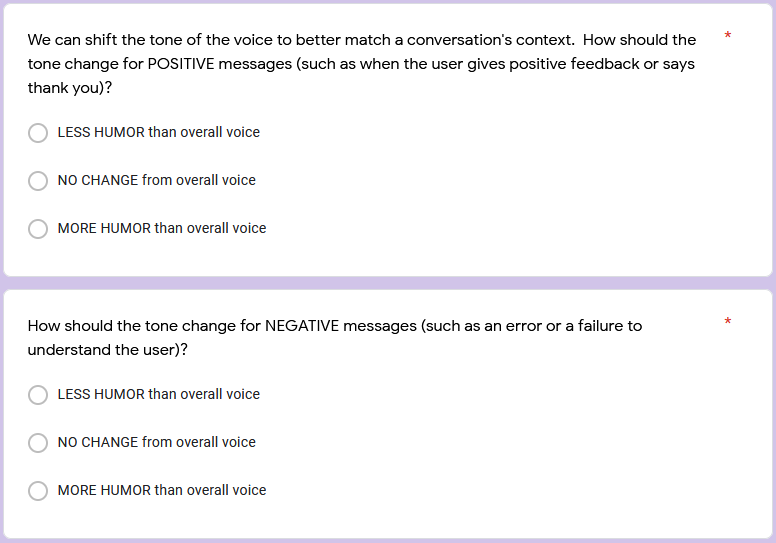 We can shift the tone of the voice to better match a conversation's context.  How should the *
tone change for POSITIVE messages (such as when the user gives positive feedback or says
thank you)?
LESS HUMOR than overall voice
NO CHANGE from overall voice
MORE HUMOR than overall voice
How should the tone change for NEGATIVE messages (such as an error or a failure to *
understand the user)?
LESS HUMOR than overall voice
NO CHANGE from overall voice
MORE HUMOR than overall voice